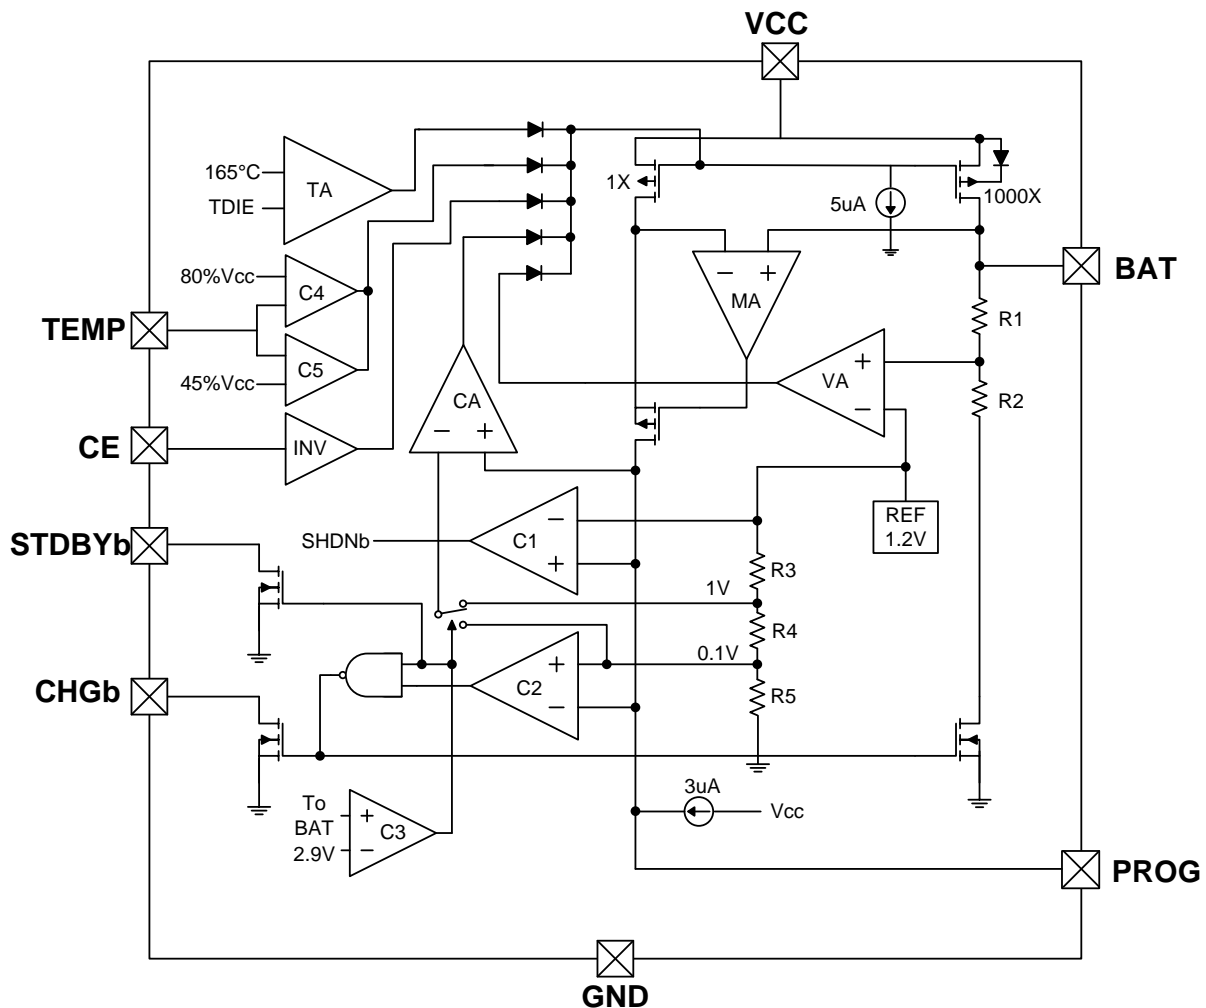 VCC
165°C
TA
TDIE
1X
5uA
1000X
80%Vcc
C4
TEMP
C5
45%Vcc
MA
BAT
R1
VA
R2
CA
CE
INV
REF
1.2V
STDBYb
SHDNb
C1
R3
1V
R4
0.1V
CHGb
C2
R5
3uA
Vcc
To
BAT
2.9V
C3
PROG
GND